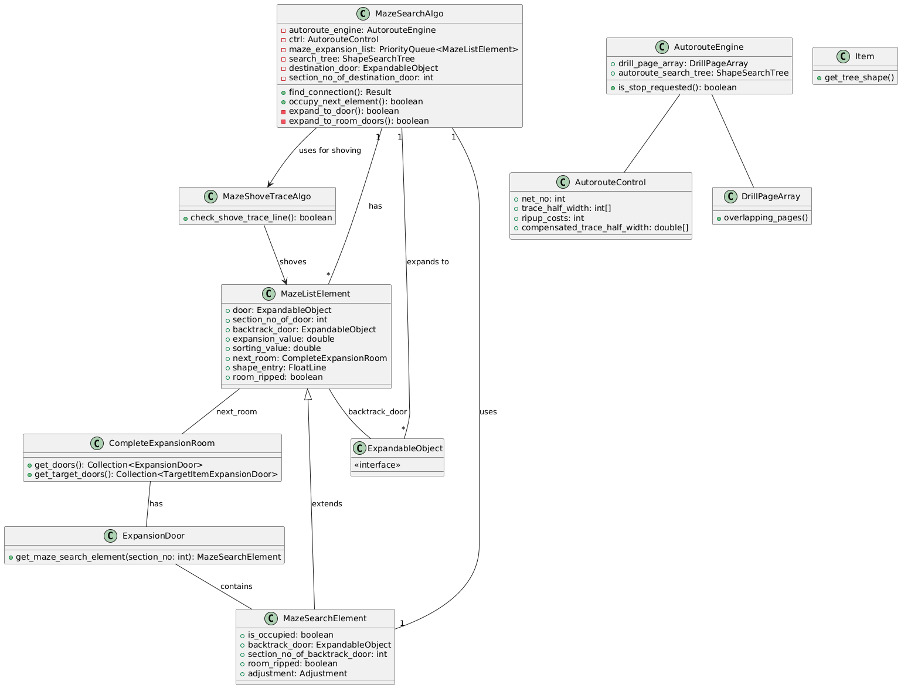 C MazeSearchAlgo
autoroute_engine: AutorouteEngine
ctrl: AutorouteControl
maze_expansion_list: PriorityQueue<MazeListElement>
search_tree: ShapeSearchTree
destination_door: ExpandableObject
section_no_of_destination_door: int
find_connection(): Result
occupy_next_element(): boolean
expand_to_door(): boolean
expand_to_room_doors(): boolean
C AutorouteEngine
drill_page_array: DrillPageArray
autoroute_search_tree: ShapeSearchTree
is_stop_requested(): boolean
C Item
get_tree_shape()
1
1
1
uses for shoving
C MazeShoveTraceAlgo
check_shove_trace_line(): boolean
has
C AutorouteControl
net_no: int
trace_half_width: int[]
ripup_costs: int
compensated_trace_half_width: double[]
C DrillPageArray
overlapping_pages()
shoves
expands to
*
C MazeListElement
door: ExpandableObject
section_no_of_door: int
backtrack_door: ExpandableObject
expansion_value: double
sorting_value: double
next_room: CompleteExpansionRoom
shape_entry: FloatLine
room_ripped: boolean
next_room
backtrack_door
uses
*
C CompleteExpansionRoom
get_doors(): Collection<ExpansionDoor>
get_target_doors(): Collection<TargetItemExpansionDoor>
C ExpandableObject
«interface»
has
extends
C ExpansionDoor
get_maze_search_element(section_no: int): MazeSearchElement
contains
C MazeSearchElement
is_occupied: boolean
backtrack_door: ExpandableObject
section_no_of_backtrack_door: int
room_ripped: boolean
adjustment: Adjustment
1